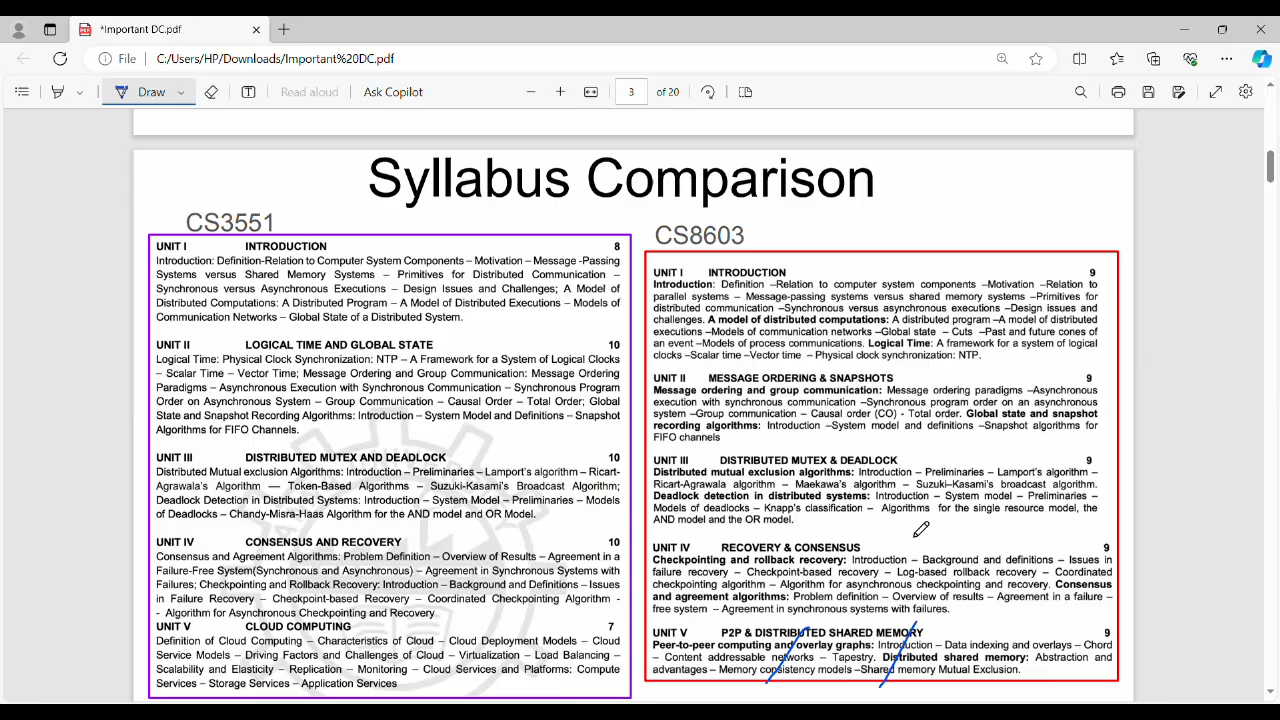 *Important DC.pdf
File
C:/Users/HP/Downloads/Important%20DC.pdf
Draw
Read aloud
Ask Copilot
3
of 20
Syllabus Comparison
CS3551
UNIT I INTRODUCTION 8
Introduction: Definition-Relation to Computer System Components – Motivation – Message -Passing
Systems versus Shared Memory Systems – Primitives for Distributed Communication –
Synchronous versus Asynchronous Executions – Design Issues and Challenges; A Model of
Distributed Computations: A Distributed Program – A Model of Distributed Executions – Models of
Communication Networks – Global State of a Distributed System.
UNIT II LOGICAL TIME AND GLOBAL STATE 10
Logical Time: Physical Clock Synchronization: NTP – A Framework for a System of Logical Clocks
– Scalar Time – Vector Time; Message Ordering and Group Communication: Message Ordering
Paradigms – Asynchronous Execution with Synchronous Communication – Synchronous Program
Order on Asynchronous System – Group Communication – Causal Order – Total Order; Global
State and Snapshot Recording Algorithms: Introduction – System Model and Definitions – Snapshot
Algorithms for FIFO Channels.
UNIT III DISTRIBUTED MUTEX AND DEADLOCK 10
Distributed Mutual exclusion Algorithms: Introduction – Preliminaries – Lamport's algorithm – Ricart-
Agrawala's Algorithm –– Token-Based Algorithms – Suzuki-Kasami's Broadcast Algorithm;
Deadlock Detection in Distributed Systems: Introduction – System Model – Preliminaries – Models
of Deadlocks – Chandy-Misra-Haas Algorithm for the AND model and OR Model.
UNIT IV CONSENSUS AND RECOVERY 10
Consensus and Agreement Algorithms: Problem Definition – Overview of Results – Agreement in a
Failure-Free System(Synchronous and Asynchronous) – Agreement in Synchronous Systems with
Failures; Checkpointing and Rollback Recovery: Introduction – Background and Definitions – Issues
in Failure Recovery – Checkpoint-based Recovery – Coordinated Checkpointing Algorithm -
- Algorithm for Asynchronous Checkpointing and Recovery
UNIT V CLOUD COMPUTING 7
Definition of Cloud Computing – Characteristics of Cloud – Cloud Deployment Models – Cloud
Service Models – Driving Factors and Challenges of Cloud – Virtualization – Load Balancing –
Scalability and Elasticity – Replication – Monitoring – Cloud Services and Platforms: Compute
Services – Storage Services – Application Services
CS8603
UNIT I INTRODUCTION 9
Introduction: Definition –Relation to computer system components –Motivation –Relation to
parallel systems – Message-passing systems versus shared memory systems –Primitives for
distributed communication –Synchronous versus asynchronous executions –Design issues and
challenges. A model of distributed computations: A distributed program –A model of distributed
executions –Models of communication networks –Global state – Cuts –Past and future cones of
an event –Models of process communications. Logical Time: A framework for a system of logical
clocks –Scalar time –Vector time – Physical clock synchronization: NTP.
UNIT II MESSAGE ORDERING & SNAPSHOTS 9
Message ordering and group communication: Message ordering paradigms –Asynchronous
execution with synchronous communication –Synchronous program order on an asynchronous
system –Group communication – Causal order (CO) - Total order. Global state and snapshot
recording algorithms: Introduction –System model and definitions –Snapshot algorithms for
FIFO channels
UNIT III DISTRIBUTED MUTEX & DEADLOCK 9
Distributed mutual exclusion algorithms: Introduction – Preliminaries – Lamport's algorithm –
Ricart-Agrawala algorithm – Maekawa's algorithm – Suzuki–Kasami's broadcast algorithm.
Deadlock detection in distributed systems: Introduction – System model – Preliminaries –
Models of deadlocks – Knapp's classification – Algorithms for the single resource model, the
AND model and the OR model.
UNIT IV RECOVERY & CONSENSUS 9
Checkpointing and rollback recovery: Introduction – Background and definitions – Issues in
failure recovery – Checkpoint-based recovery – Log-based rollback recovery – Coordinated
checkpointing algorithm – Algorithm for asynchronous checkpointing and recovery. Consensus
and agreement algorithms: Problem definition – Overview of results – Agreement in a failure –
free system – Agreement in synchronous systems with failures.
UNIT V P2P & DISTRIBUTED SHARED MEMORY 9
Peer-to-peer computing and overlay graphs: Introduction – Data indexing and overlays – Chord
– Content addressable networks – Tapestry. Distributed shared memory: Abstraction and
advantages – Memory consistency models –Shared memory Mutual Exclusion.